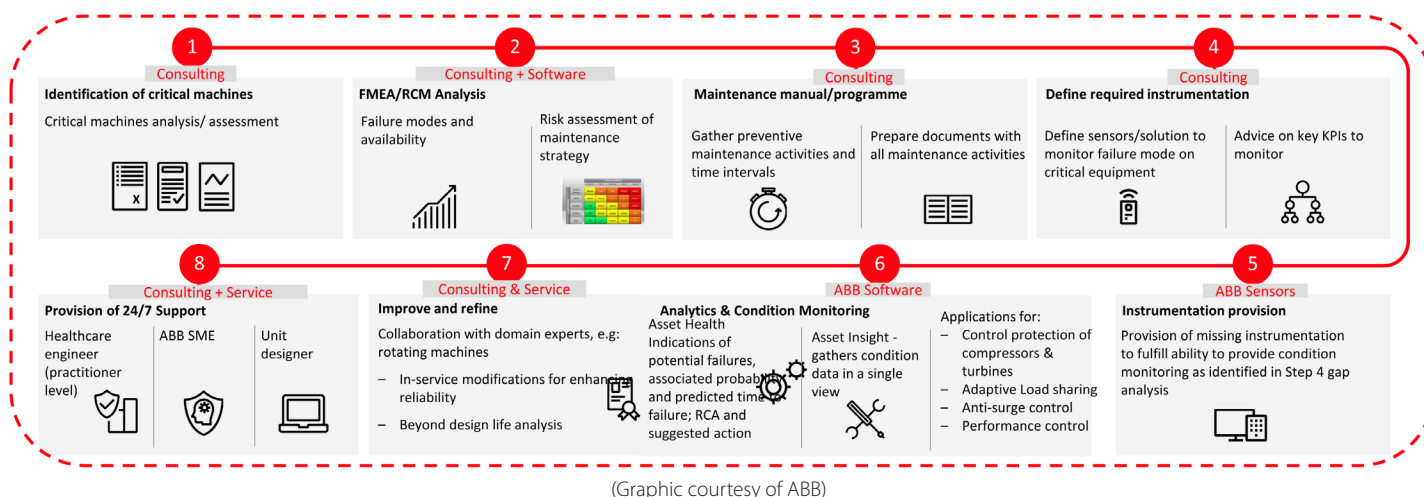 1
Consulting
Identification of critical machines
Critical machines analysis/ assessment
X
2
Consulting + Software
FMEA/RCM Analysis
Failure modes and
availability
Risk assessment of
maintenance
strategy
3
Consulting
Maintenance manual/programme
Gather preventive
maintenance activities and
time intervals
Prepare documents with
all maintenance activities
4
Consulting
Define required instrumentation
Define sensors/solution to
monitor failure mode on
critical equipment
Advice on key KPIs to
monitor
8
Consulting + Service
Provision of 24/7 Support
Healthcare
engineer
(practitioner
level)
ABB SME
Unit
designer
7
Consulting & Service
Improve and refine
Collaboration with domain experts, e.g:
rotating machines
– In-service modifications for enhancing
reliability
– Beyond design life analysis
6
ABB Software
Analytics & Condition Monitoring
Asset Health
Indications of
potential failures,
associated probability
and predicted time to
failure; RCA and
suggested action
Asset Insight -
gathers condition
data in a single
view
Applications for:
– Control protection of
compressors &
turbines
– Adaptive Load sharing
– Anti-surge control
– Performance control
5
ABB Sensors
Instrumentation provision
Provision of missing instrumentation
to fulfill ability to provide condition
monitoring as identified in Step 4 gap
analysis
(Graphic courtesy of ABB)